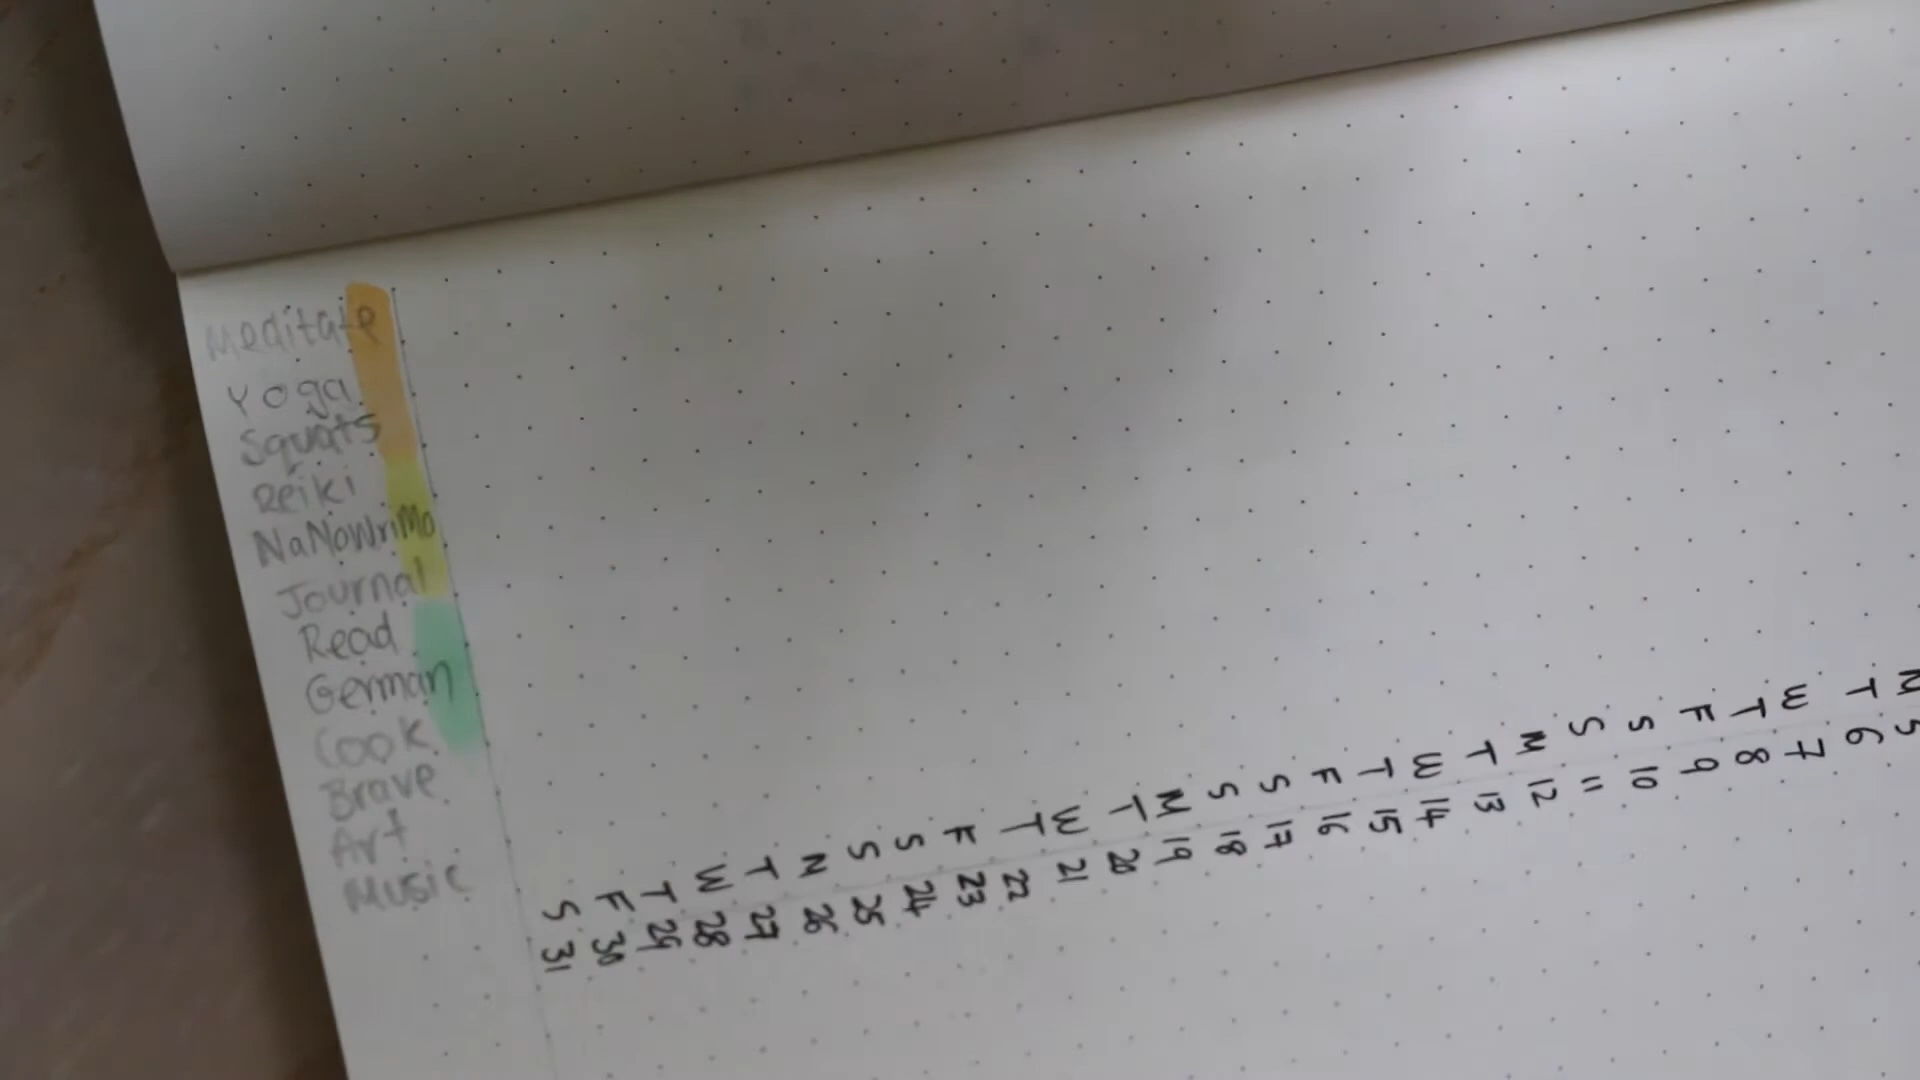 Meditate
Yoga
Squats
Reiki
NaNoWriMo
Journal
Read
German
Cook
Brave
Art
Music
S F T W T M S S F T W T M S S F T W T M S S F T W T M
31 30 29 28 27 26 25 24 23 22 21 20 19 18 17 16 15 14 13 12 11 10 9 8 7 6 5